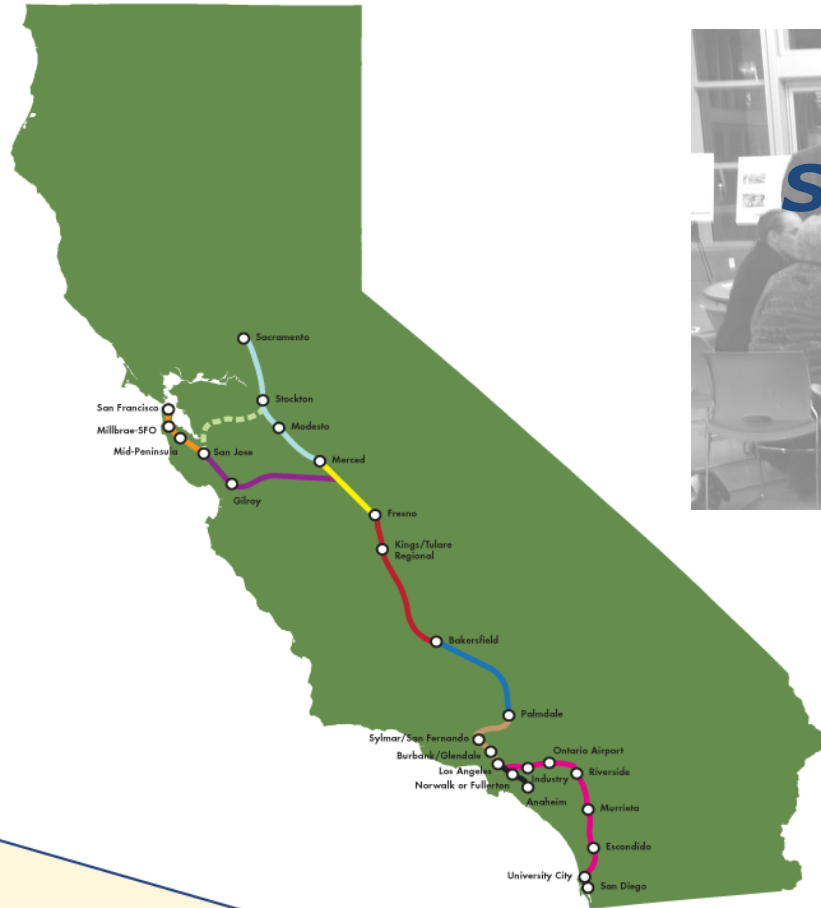 S
Sacramento
Stockton
San Francisco
Modesto
Millbrae-SFO
Mid-Peninsula
San Jose
Merced
Gilroy
Fresno
Kings/Tulare
Regional
Bakersfield
Palmdale
Sylmar/San Fernando
Ontario Airport
Burbank/Glendale
Los Angeles
Riverside
Industry
Norwalk or Fullerton
Anaheim
Murrieta
Escondido
University City
San Diego